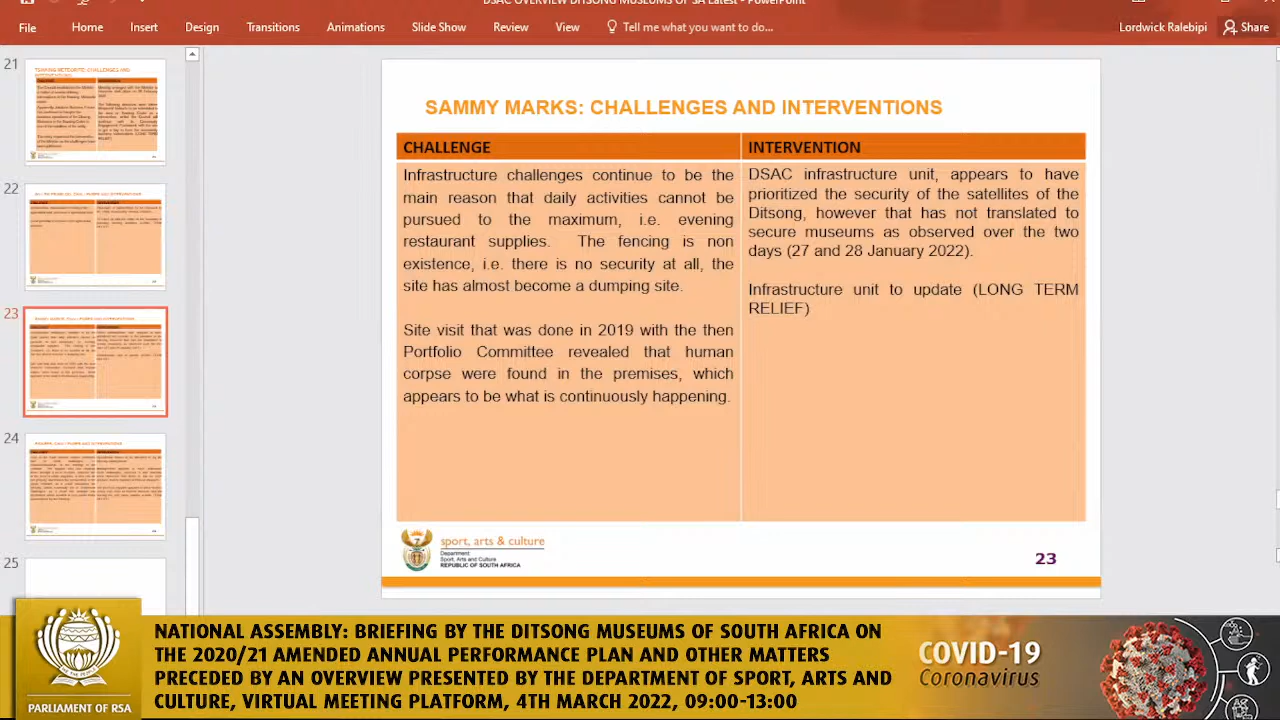 DSAC OVERVIEW DITSONG MUSEUMS OF SA Latest - PowerPoint
File Home Insert Design Transitions Animations Slide Show Review View Tell me what you want to do... Lordwick Ralebipi Share
21
22
23
24
25
SAMMY MARKS: CHALLENGES AND INTERVENTIONS
CHALLENGE
Infrastructure challenges continue to be the
main reason that daily activities cannot be
pursued to the maximum, i.e. evening
restaurant supplies. The fencing is non
existence, i.e. there is no security at all, the
site has almost become a dumping site.
Site visit that was done in 2019 with the then
Portfolio Committee revealed that human
corpse were found in the premises, which
appears to be what is continuously happening.
INTERVENTION
DSAC infrastructure unit, appears to have
prioritized the security of the satellites of the
Ditsong, however that has not translated to
secure museums as observed over the two
days (27 and 28 January 2022).
Infrastructure unit to update (LONG TERM
RELIEF)
sport, arts & culture
Department:
Sport, Arts and Culture
REPUBLIC OF SOUTH AFRICA
23
PARLIAMENT OF RSA
NATIONAL ASSEMBLY: BRIEFING BY THE DITSONG MUSEUMS OF SOUTH AFRICA ON
THE 2020/21 AMENDED ANNUAL PERFORMANCE PLAN AND OTHER MATTERS
PRECEDED BY AN OVERVIEW PRESENTED BY THE DEPARTMENT OF SPORT, ARTS AND
CULTURE, VIRTUAL MEETING PLATFORM, 4TH MARCH 2022, 09:00-13:00
COVID-19
Coronavirus